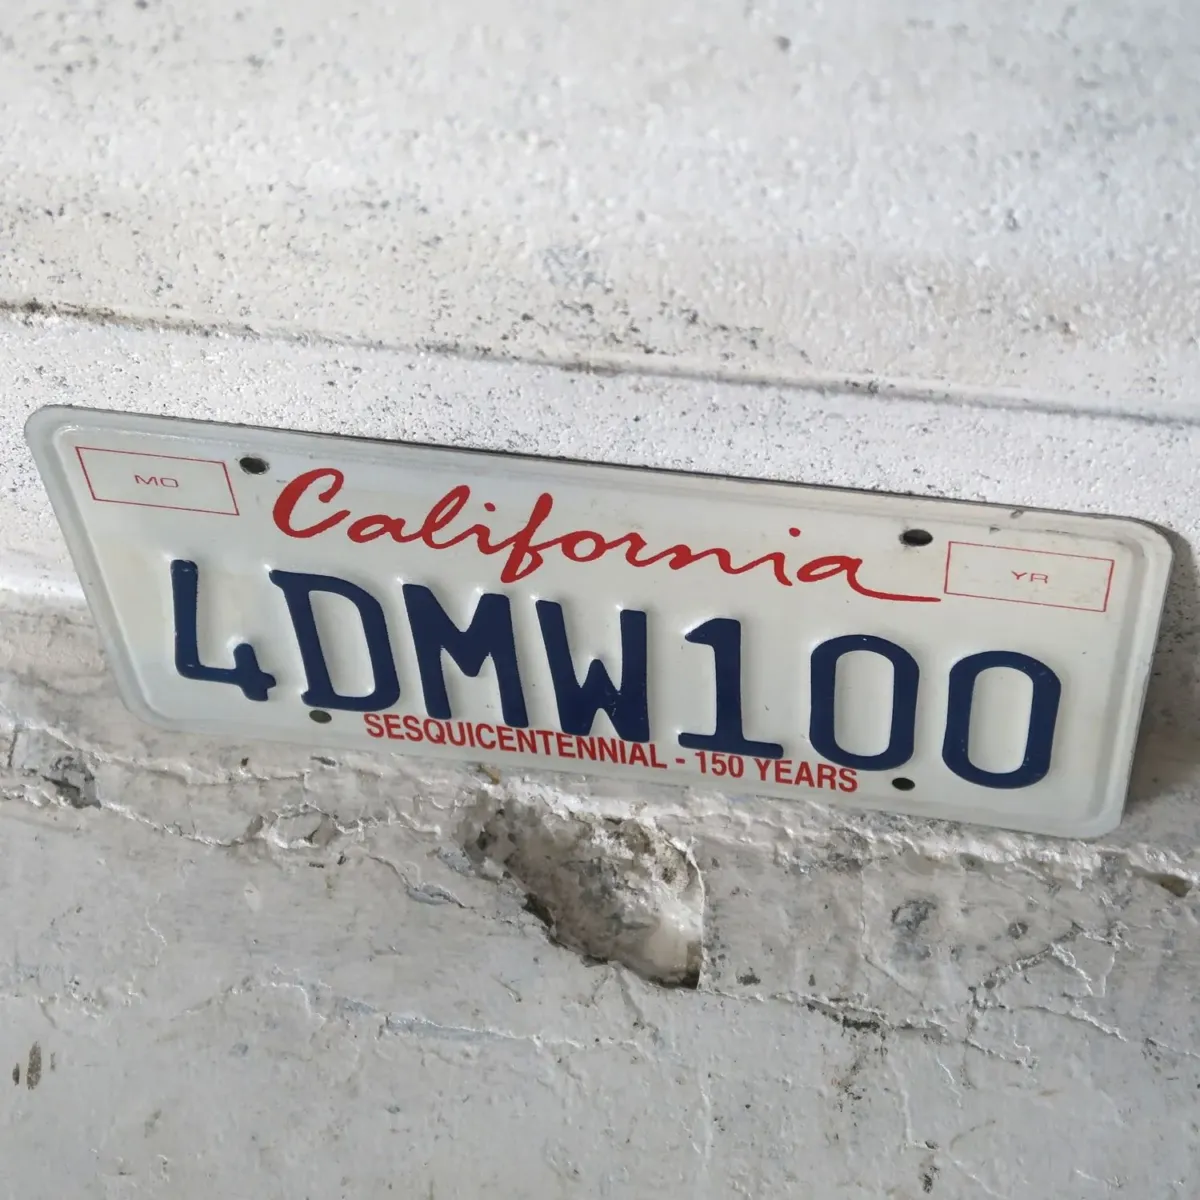 MO
California
YR
4DMW100
SESQUICENTENNIAL - 150 YEARS